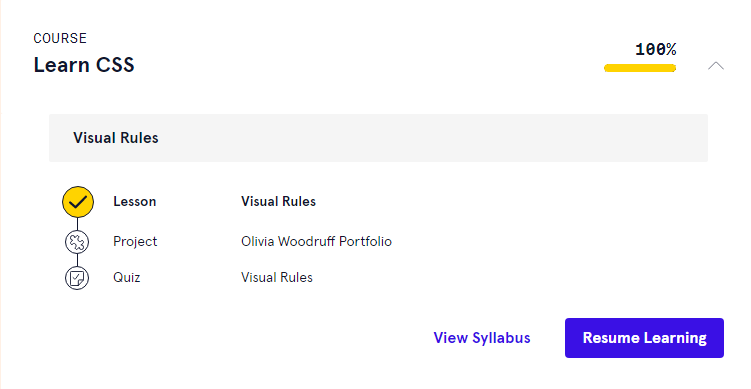 COURSE
Learn CSS
100%
Visual Rules
Lesson Visual Rules
Project Olivia Woodruff Portfolio
Quiz Visual Rules
View Syllabus Resume Learning